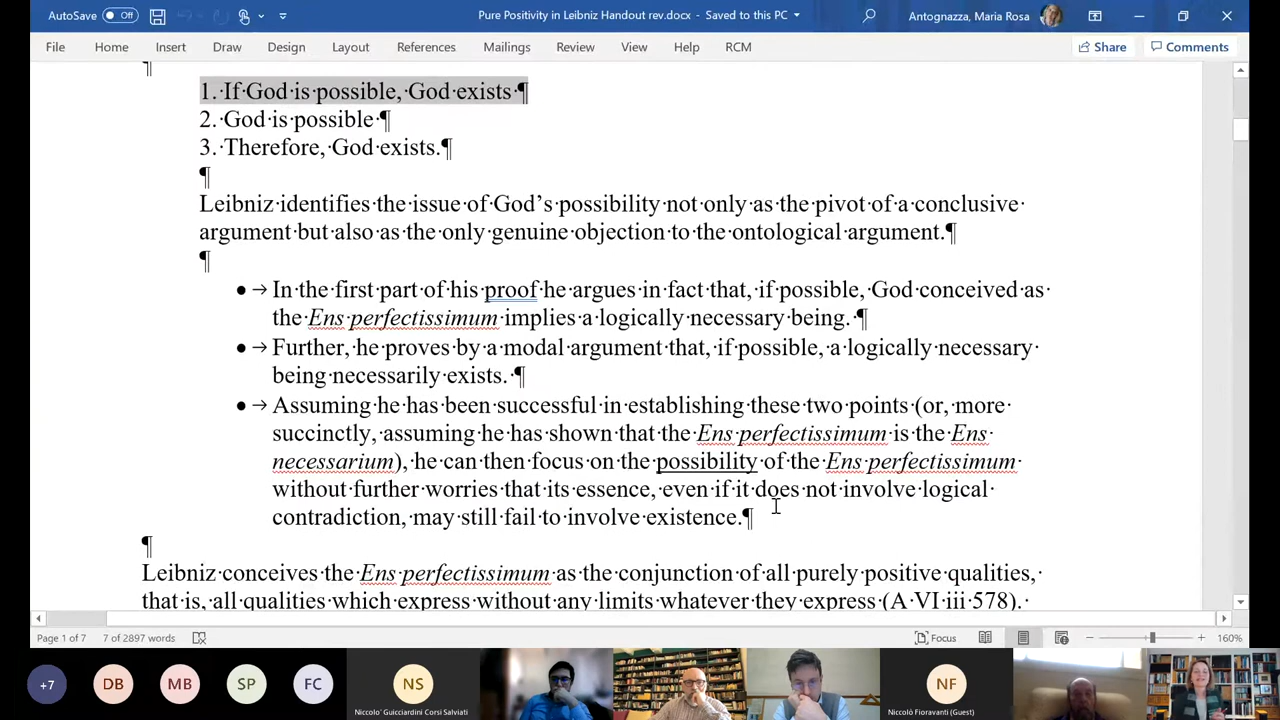 AutoSave Off Pure Positivity in Leibniz Handout rev.docx - Saved to this PC Antognazza, Maria Rosa
File Home Insert Draw Design Layout References Mailings Review View Help RCM Share Comments
¶
1.·If·God·is·possible,·God·exists·¶
2.·God·is·possible·¶
3.·Therefore,·God·exists.¶
¶
Leibniz·identifies·the·issue·of·God’s·possibility·not·only·as·the·pivot·of·a·conclusive·
argument·but·also·as·the·only·genuine·objection·to·the·ontological·argument.¶
¶
●→In·the·first·part·of·his·proof·he·argues·in·fact·that,·if·possible,·God·conceived·as·
the·Ens·perfectissimum·implies·a·logically·necessary·being.·¶
●→Further,·he·proves·by·a·modal·argument·that,·if·possible,·a·logically·necessary·
being·necessarily·exists.·¶
●→Assuming·he·has·been·successful·in·establishing·these·two·points·(or,·more·
succinctly,·assuming·he·has·shown·that·the·Ens·perfectissimum·is·the·Ens·
necessarium),·he·can·then·focus·on·the·possibility·of·the·Ens·perfectissimum·
without·further·worries·that·its·essence,·even·if·it·does·not·involve·logical·
contradiction,·may·still·fail·to·involve·existence.¶
¶
Leibniz·conceives·the·Ens·perfectissimum·as·the·conjunction·of·all·purely·positive·qualities,·
that·is,·all·qualities·which·express·without·any·limits·whatever·they·express·(A·VI·iii·578).·
Page 1 of 7 7 of 2897 words Focus 160%
+7 DB MB SP FC NS NF
Niccolo' Guicciardini Corsi Salviati Niccolò Fioravanti (Guest)